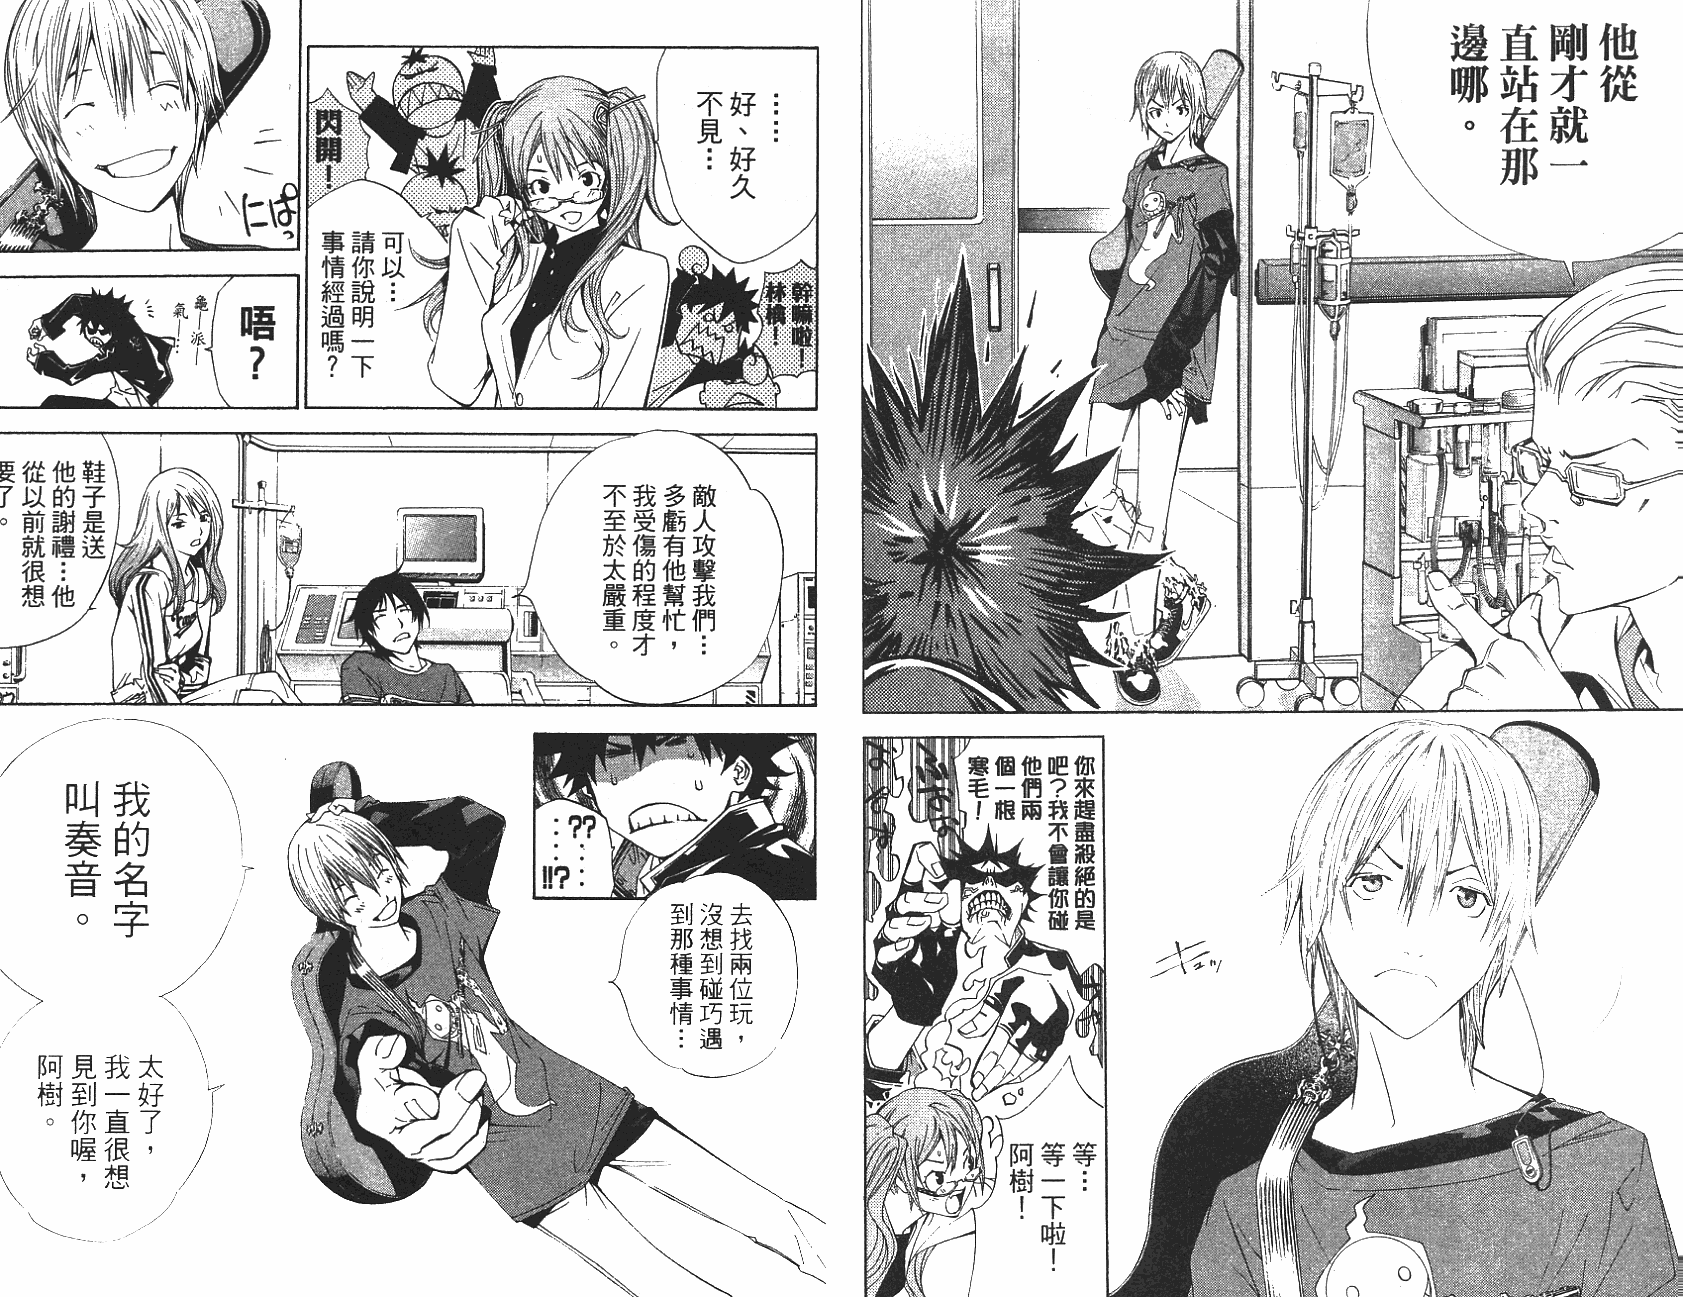 他從
剛才就一
直站在那
邊哪。
你來趕盡殺絕的是
吧？我不會讓你碰
他們兩
個一根
寒毛！
キュッ
等…
等一下啦！
阿樹！
……
好、好久
不見…
閃開！
幹嘛啦！
林檎！
可以…
請你說明一下
事情經過嗎？
にぱっ
唔？
龜——派——
氣——…
敵人攻擊我們…
多虧有他幫忙，
我受傷的程度才
不至於太嚴重。
鞋子是送
他的謝禮…他
從以前就很想
要了。
??……
……!!?
去找兩位玩，
沒想到碰巧遇
到那種事情…
我的名字
叫奏音。
太好了，
我一直很想
見到你喔，
阿樹。